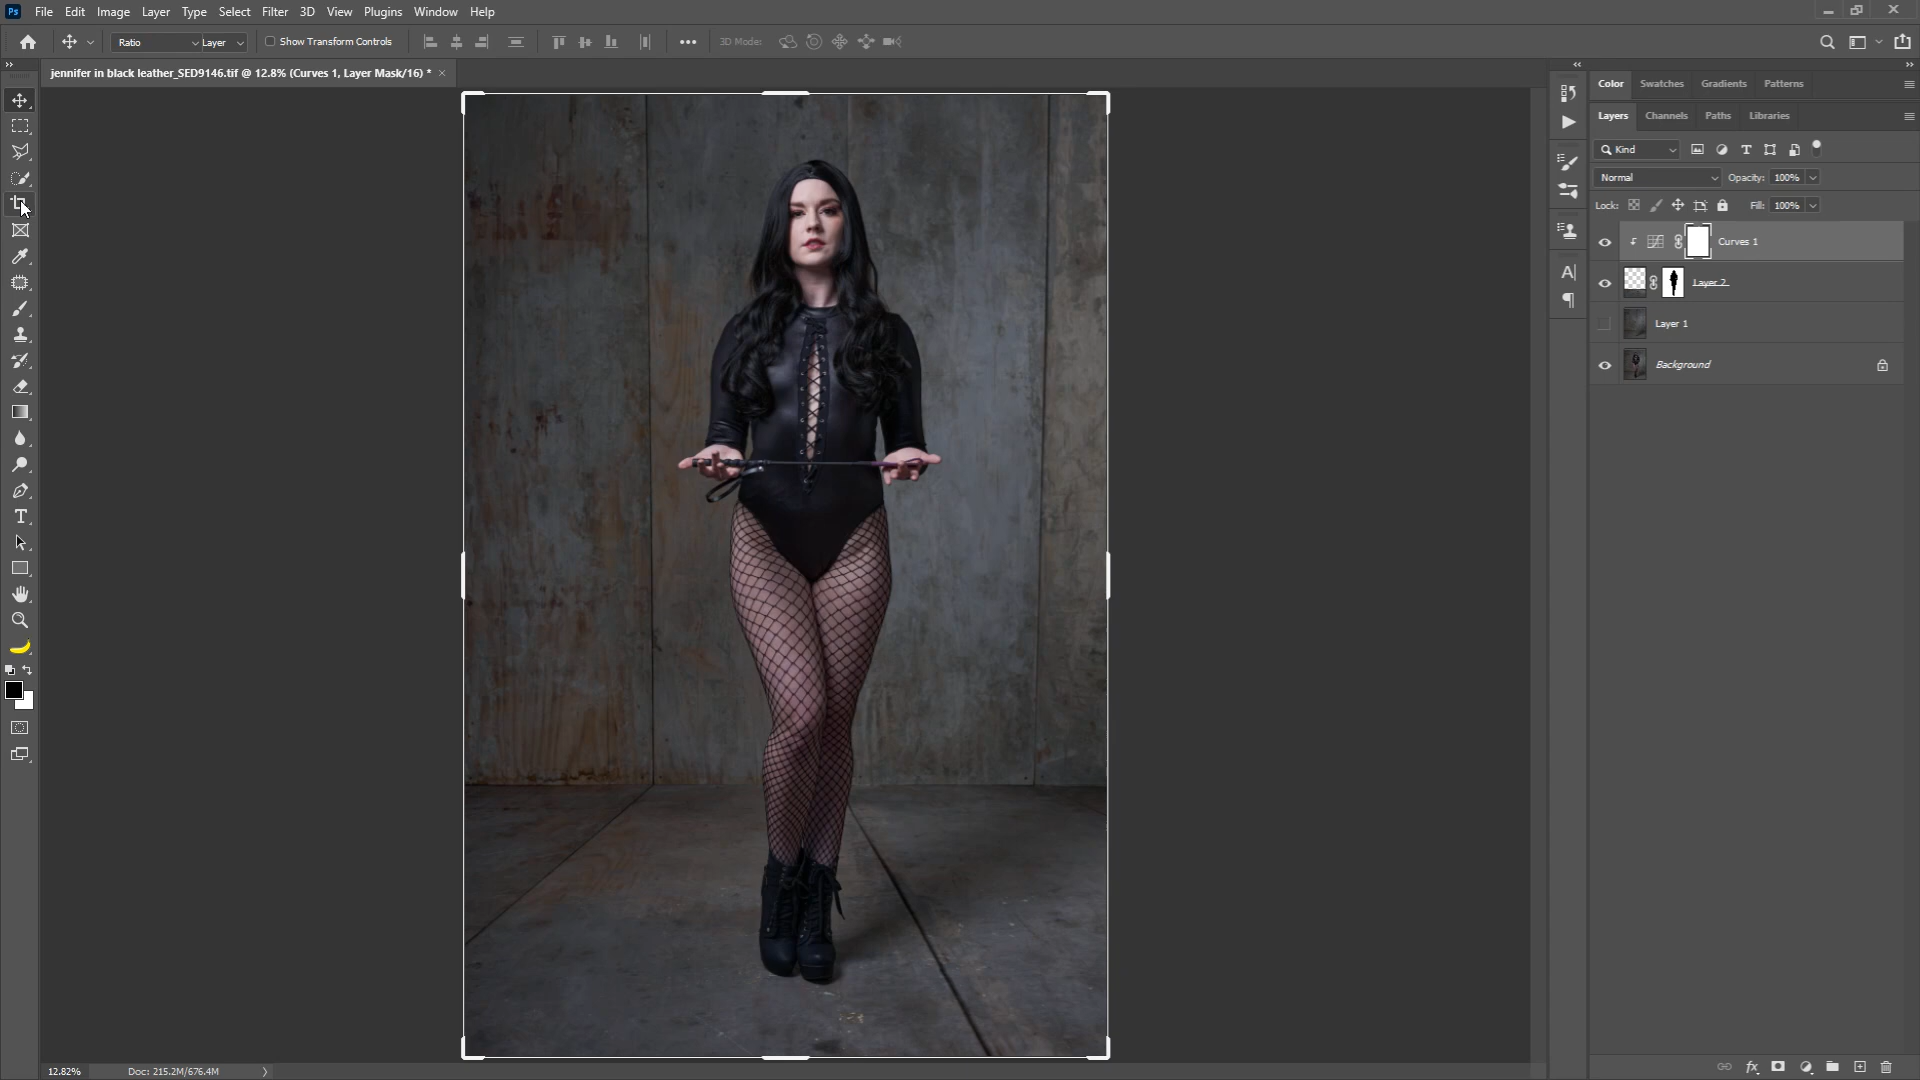 Ps File Edit Image Layer Type Select Filter 3D View Plugins Window Help
Ratio Layer Show Transform Controls 3D Mode:
jennifer in black leather_SED9146.tif @ 12.8% (Curves 1, Layer Mask/16) *
Color Swatches Gradients Patterns
Layers Channels Paths Libraries
Kind
Normal Opacity: 100%
Lock: Fill: 100%
Curves 1
Layer 2
Layer 1
Background
12.82% Doc: 215.2M/676.4M